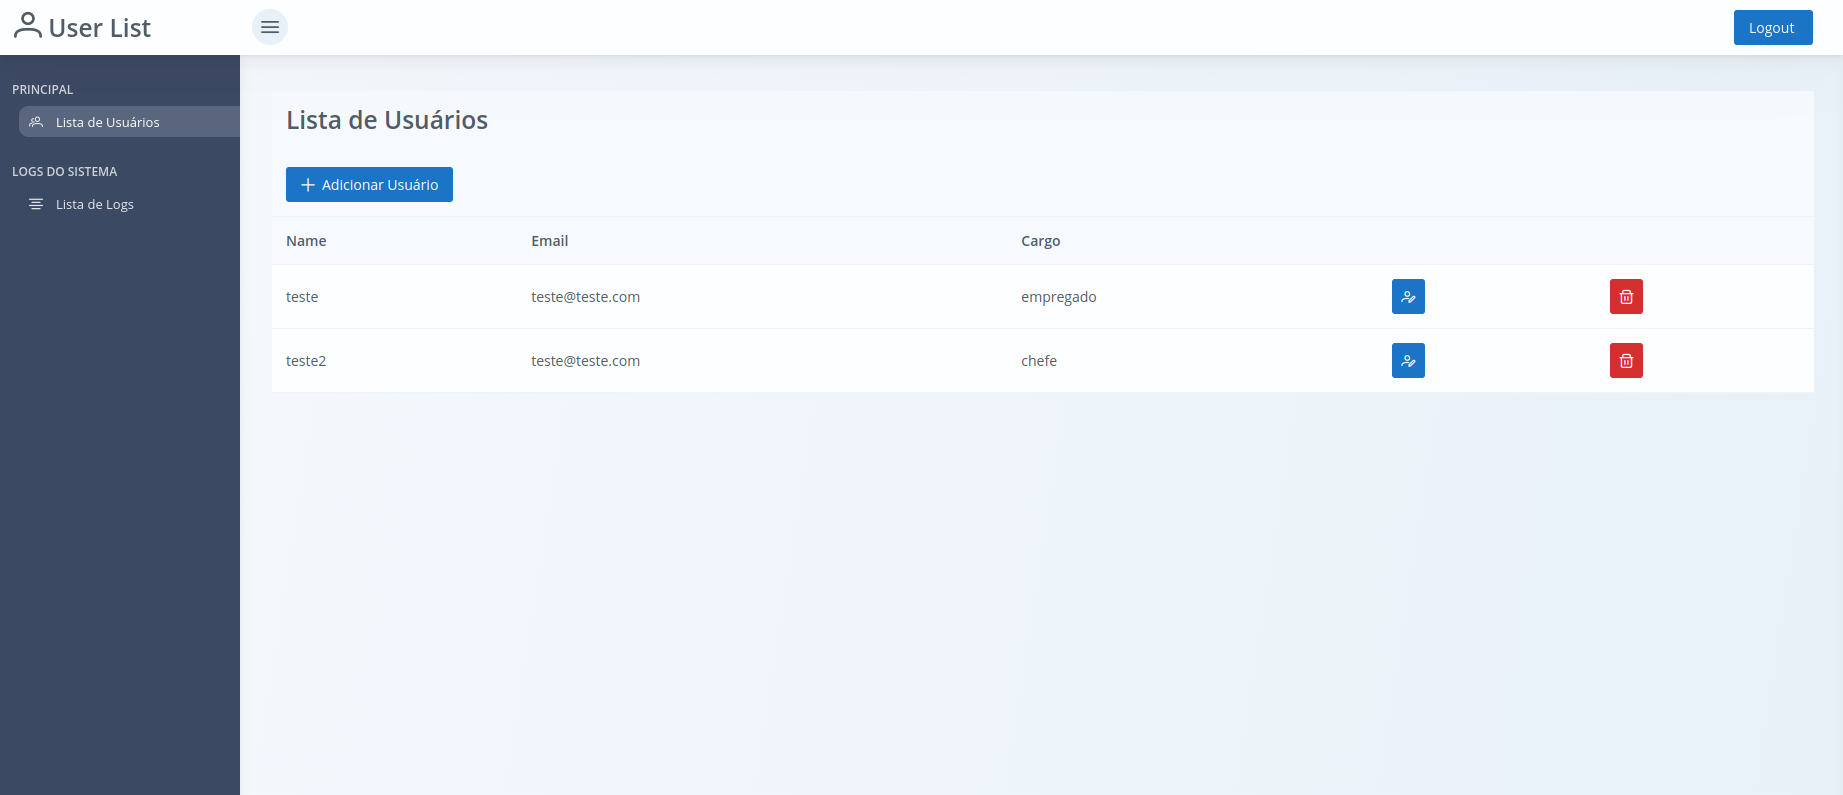 User List
Logout
PRINCIPAL
Lista de Usuários
LOGS DO SISTEMA
Lista de Logs
Lista de Usuários
Adicionar Usuário
Name Email Cargo
teste teste@teste.com empregado
teste2 teste@teste.com chefe